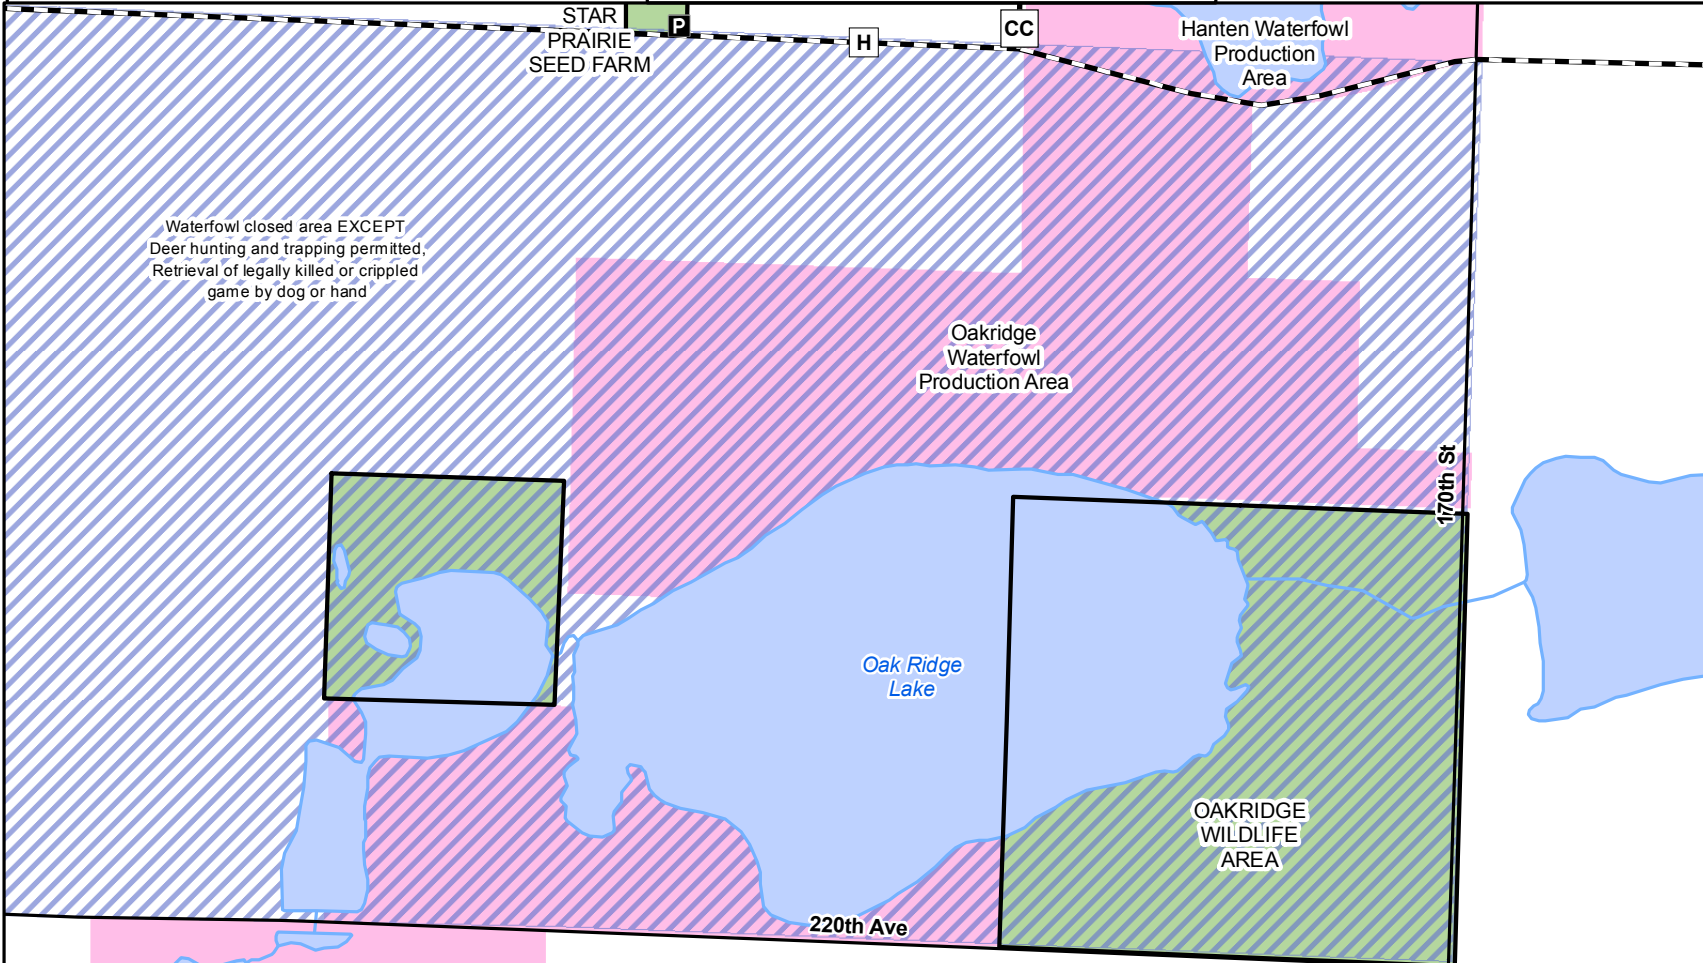 STAR
PRAIRIE
SEED FARM
P
H
CC
Hanten Waterfowl
Production
Area
Waterfowl closed area EXCEPT
Deer hunting and trapping permitted,
Retrieval of legally killed or crippled
game by dog or hand
Oakridge
Waterfowl
Production Area
170th St
Oak Ridge
Lake
OAKRIDGE
WILDLIFE
AREA
220th Ave